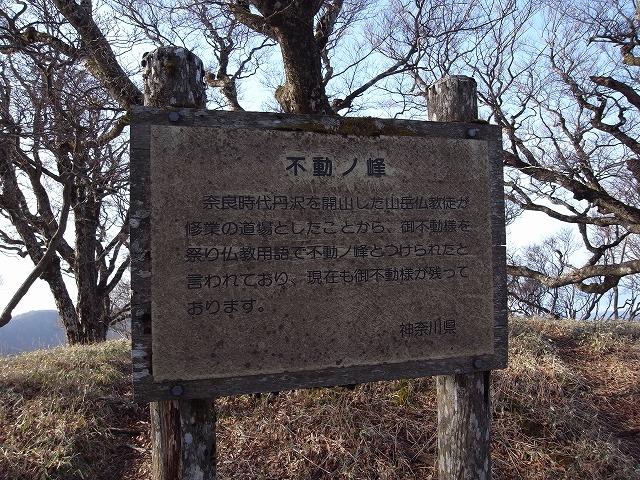 不動ノ峰
奈良時代丹沢を開山した山岳仏教徒が
修業の道場としたことから、御不動様を
祭り仏教用語で不動ノ峰とつけられたと
言われており、現在も御不動様が残って
おります。
神奈川県